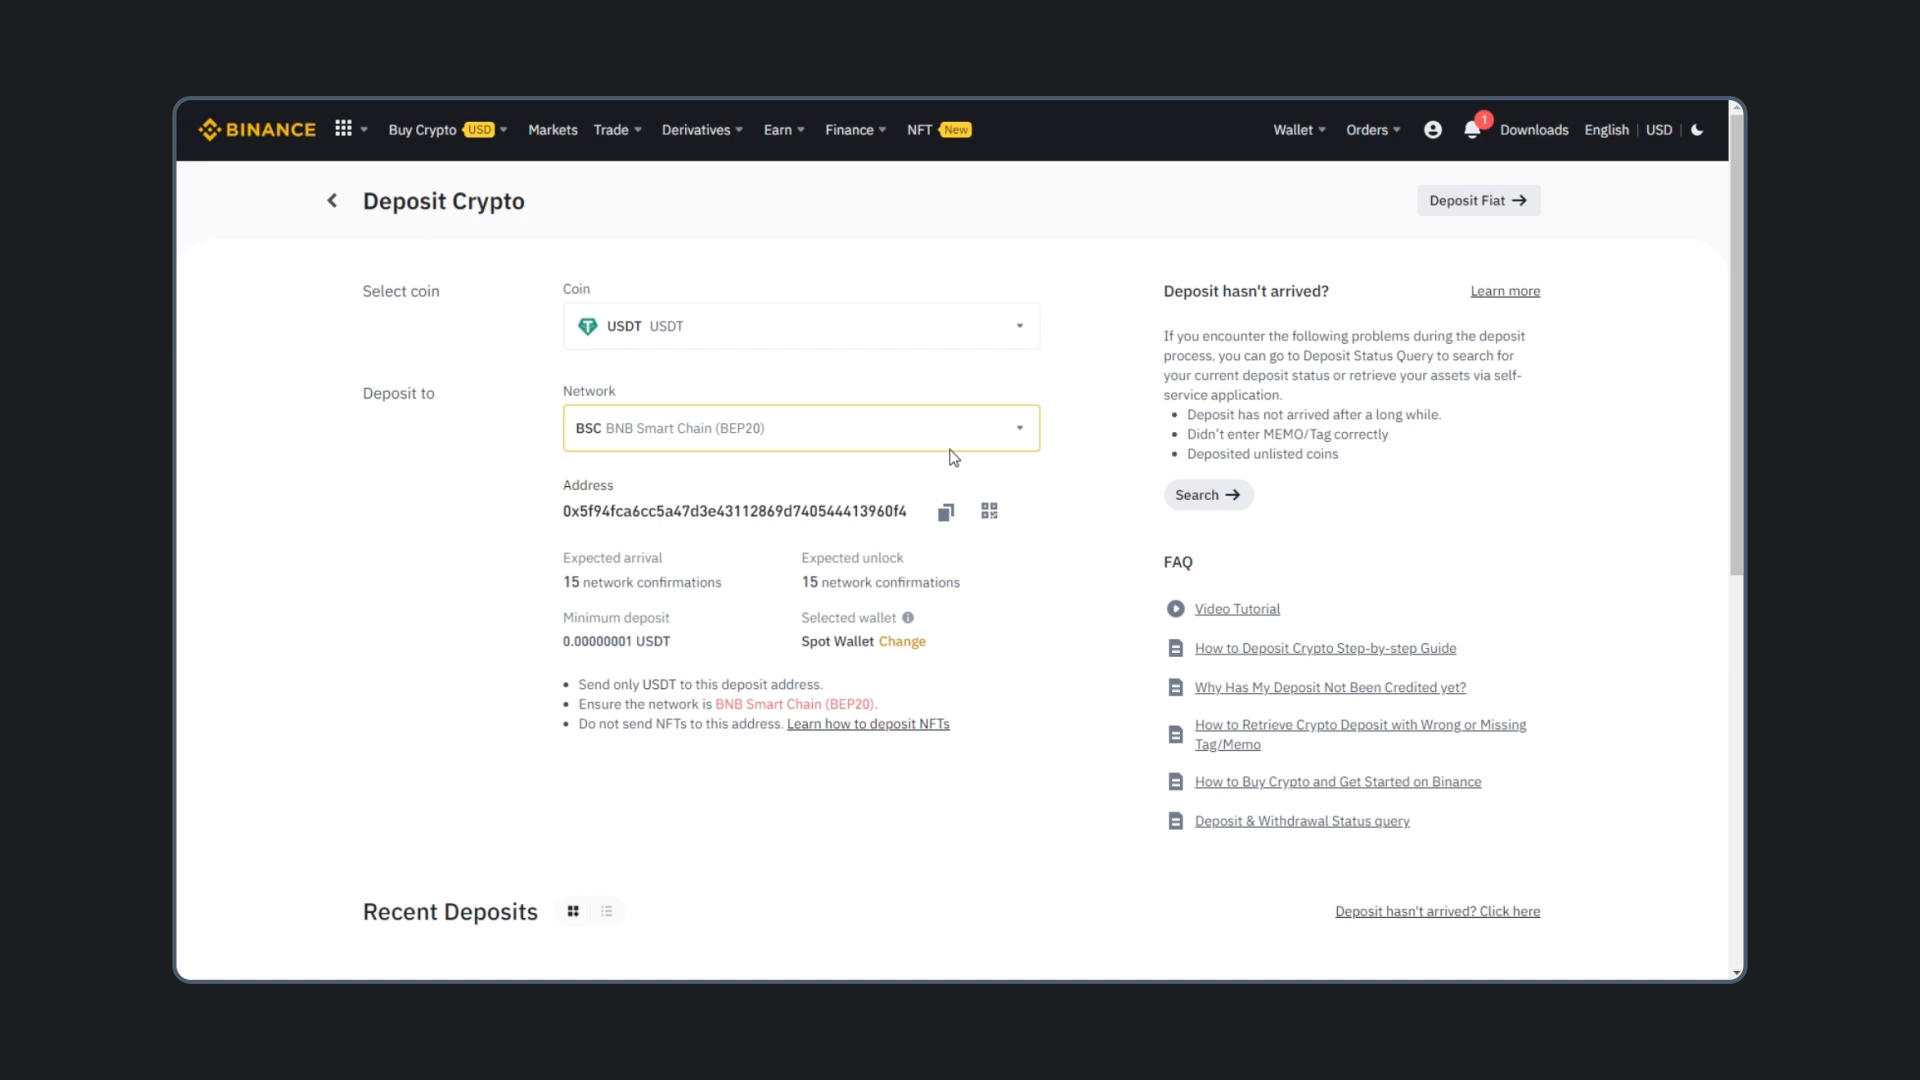 BINANCE Buy Crypto USD Markets Trade Derivatives Earn Finance NFT New Wallet Orders 1 Downloads English | USD |
Deposit Crypto
Deposit Fiat →
Select coin
Coin
USDT USDT
Deposit to
Network
BSC BNB Smart Chain (BEP20)
Address
0x5f94fca6cc5a47d3e43112869d740544413960f4
Expected arrival
15 network confirmations
Expected unlock
15 network confirmations
Minimum deposit
0.00000001 USDT
Selected wallet
Spot Wallet Change
• Send only USDT to this deposit address.
• Ensure the network is BNB Smart Chain (BEP20).
• Do not send NFTs to this address. Learn how to deposit NFTs
Deposit hasn't arrived?
Learn more
If you encounter the following problems during the deposit
process, you can go to Deposit Status Query to search for
your current deposit status or retrieve your assets via self-
service application.
• Deposit has not arrived after a long while.
• Didn't enter MEMO/Tag correctly
• Deposited unlisted coins
Search →
FAQ
Video Tutorial
How to Deposit Crypto Step-by-step Guide
Why Has My Deposit Not Been Credited yet?
How to Retrieve Crypto Deposit with Wrong or Missing
Tag/Memo
How to Buy Crypto and Get Started on Binance
Deposit & Withdrawal Status query
Recent Deposits
Deposit hasn't arrived? Click here